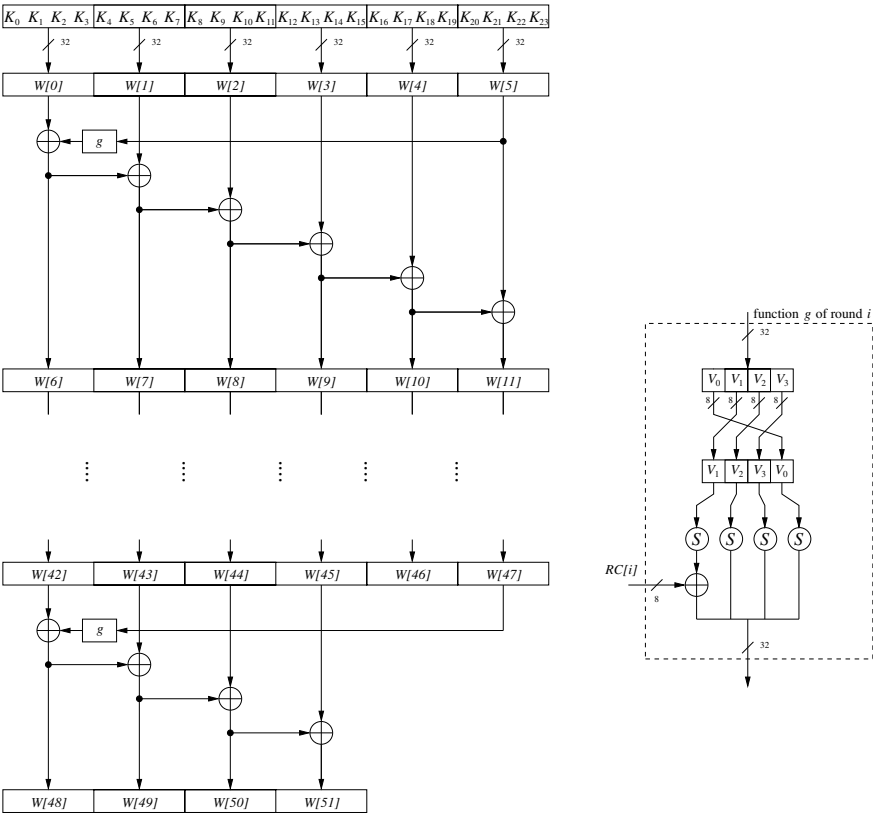 K0 K1 K2 K3 K4 K5 K6 K7 K8 K9 K10 K11 K12 K13 K14 K15 K16 K17 K18 K19 K20 K21 K22 K23
32 32 32 32 32 32
W[0] W[1] W[2] W[3] W[4] W[5]
g
W[6] W[7] W[8] W[9] W[10] W[11]
W[42] W[43] W[44] W[45] W[46] W[47]
g
W[48] W[49] W[50] W[51]
function g of round i
32
V0 V1 V2 V3
8 8 8 8
V1 V2 V3 V0
S S S S
RC[i]
8
32